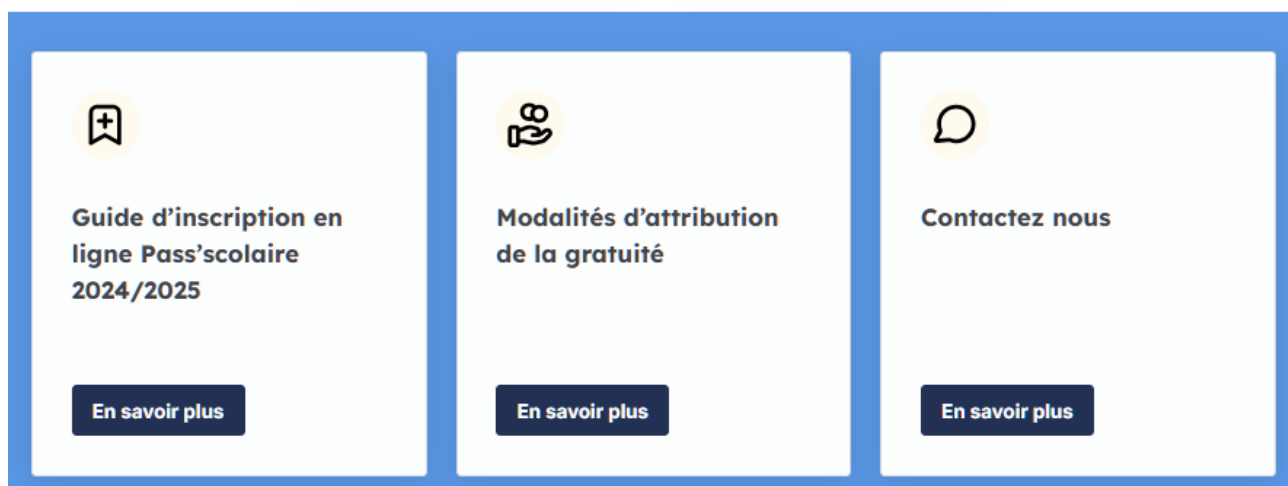 Guide d’inscription en
ligne Pass’scolaire
2024/2025
En savoir plus
Modalités d’attribution
de la gratuité
En savoir plus
Contactez nous
En savoir plus